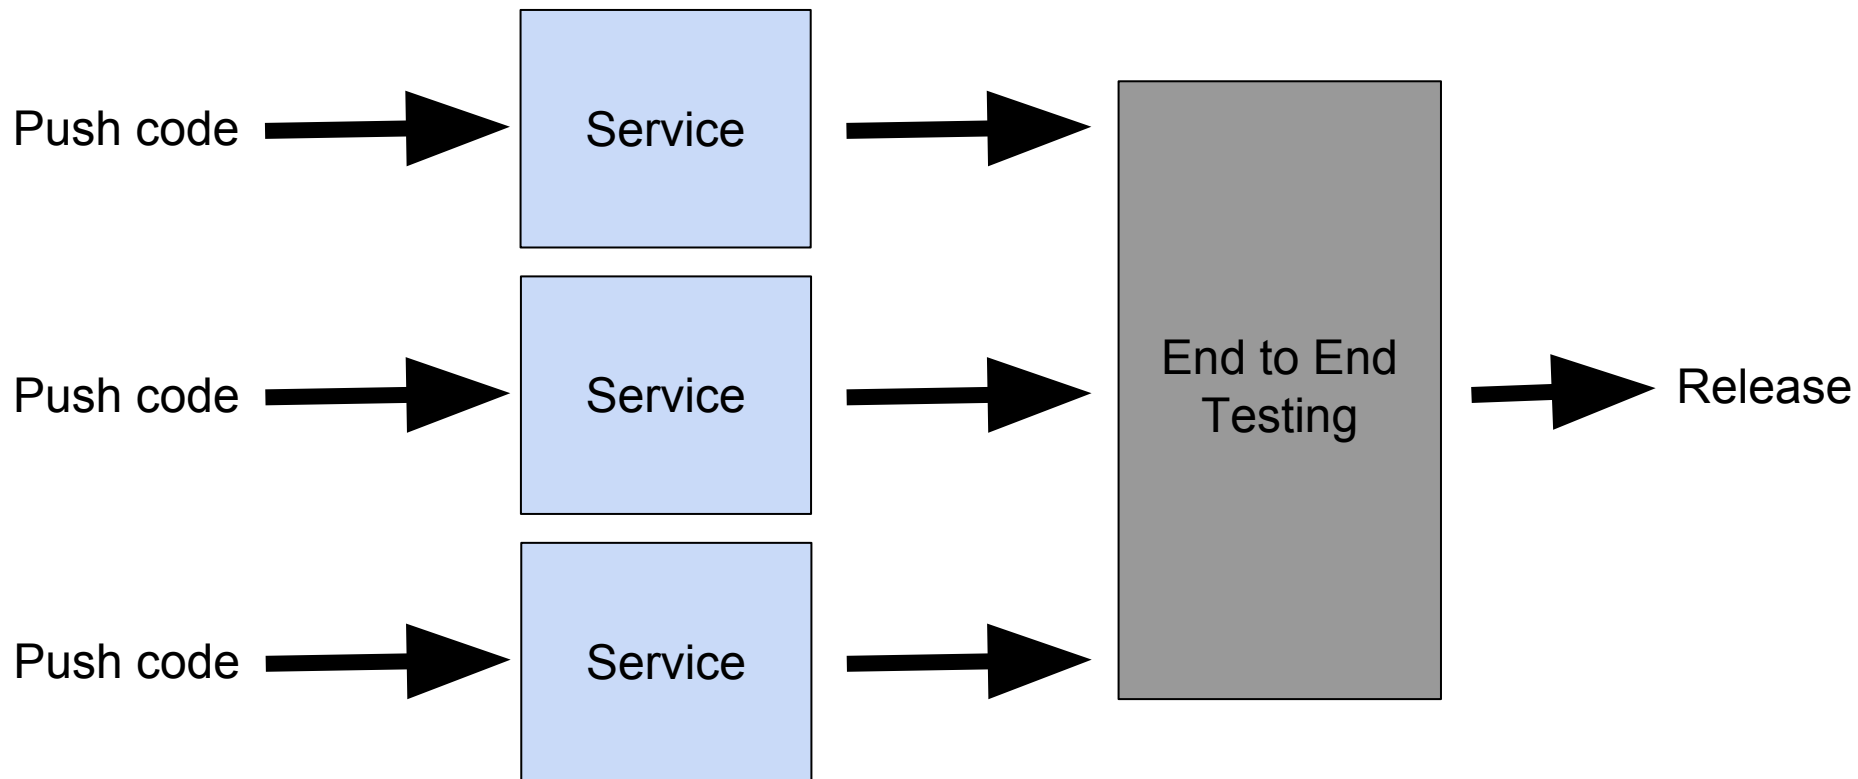 Push code
Service
Push code
Service
Push code
Service
End to End
Testing
Release